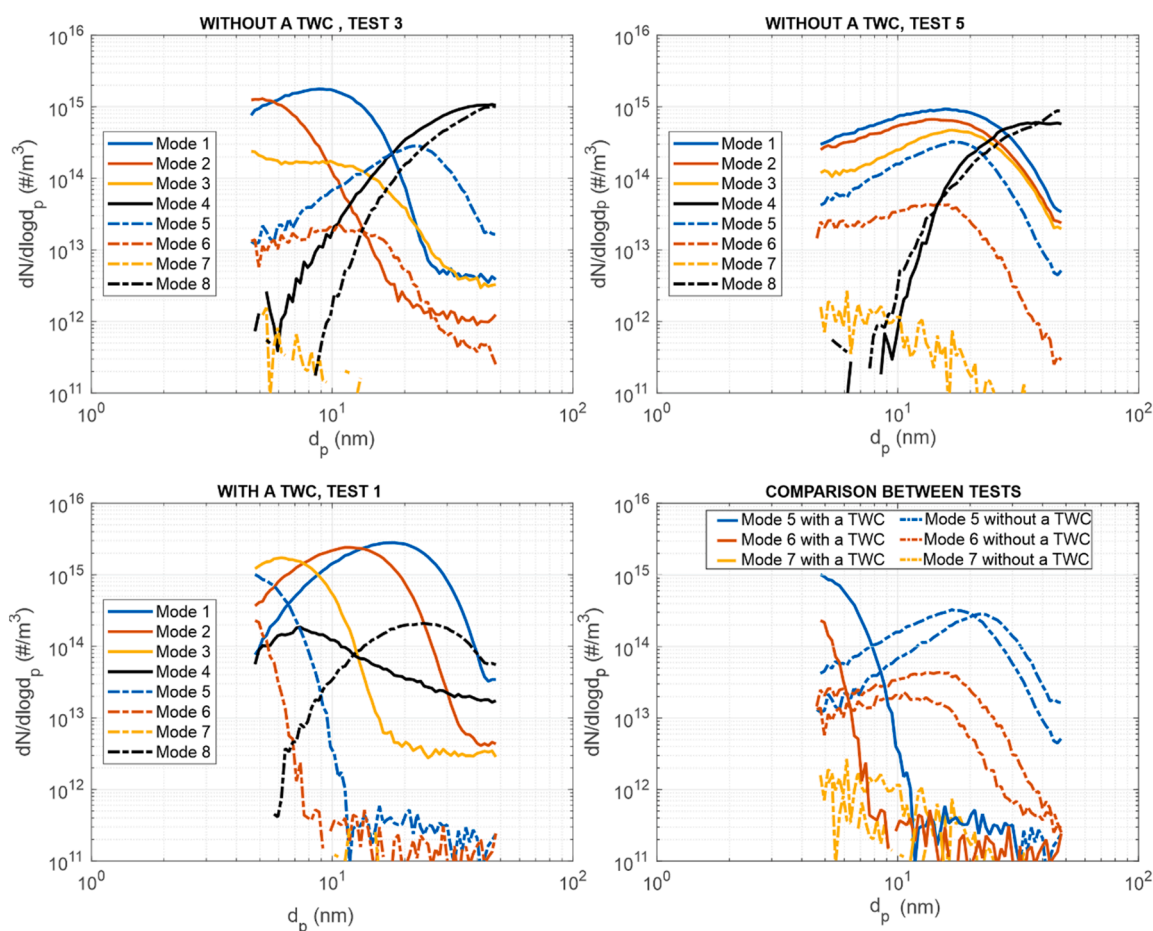 WITHOUT A TWC , TEST 3
10^16
10^15
10^14
10^13
10^12
10^11
dN/dlogd_p (#/m^3)
Mode 1
Mode 2
Mode 3
Mode 4
Mode 5
Mode 6
Mode 7
Mode 8
10^0
10^1
10^2
d_p (nm)
WITHOUT A TWC, TEST 5
10^16
10^15
10^14
10^13
10^12
10^11
dN/dlogd_p (#/m^3)
Mode 1
Mode 2
Mode 3
Mode 4
Mode 5
Mode 6
Mode 7
Mode 8
10^0
10^1
10^2
d_p (nm)
WITH A TWC, TEST 1
10^16
10^15
10^14
10^13
10^12
10^11
dN/dlogd_p (#/m^3)
Mode 1
Mode 2
Mode 3
Mode 4
Mode 5
Mode 6
Mode 7
Mode 8
10^0
10^1
10^2
d_p (nm)
COMPARISON BETWEEN TESTS
10^16
10^15
10^14
10^13
10^12
10^11
dN/dlogd_p (#/m^3)
Mode 5 with a TWC
Mode 6 with a TWC
Mode 7 with a TWC
Mode 5 without a TWC
Mode 6 without a TWC
Mode 7 without a TWC
10^0
10^1
10^2
d_p (nm)